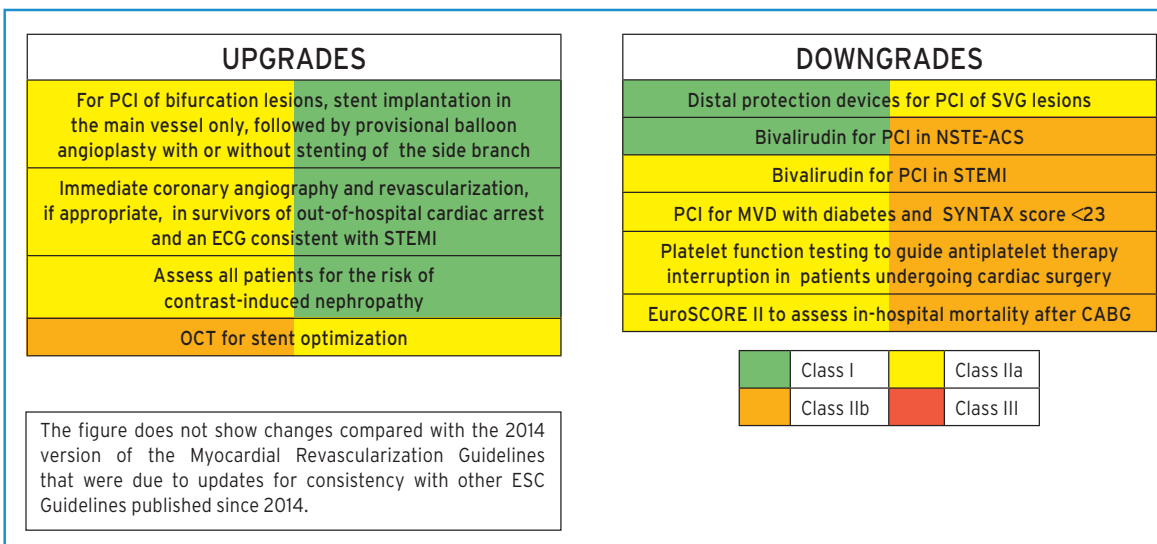 UPGRADES
For PCI of bifurcation lesions, stent implantation in
the main vessel only, followed by provisional balloon
angioplasty with or without stenting of the side branch
Immediate coronary angiography and revascularization,
if appropriate, in survivors of out-of-hospital cardiac arrest
and an ECG consistent with STEMI
Assess all patients for the risk of
contrast-induced nephropathy
OCT for stent optimization
The figure does not show changes compared with the 2014
version of the Myocardial Revascularization Guidelines
that were due to updates for consistency with other ESC
Guidelines published since 2014.
DOWNGRADES
Distal protection devices for PCI of SVG lesions
Bivalirudin for PCI in NSTE-ACS
Bivalirudin for PCI in STEMI
PCI for MVD with diabetes and SYNTAX score <23
Platelet function testing to guide antiplatelet therapy
interruption in patients undergoing cardiac surgery
EuroSCORE II to assess in-hospital mortality after CABG
Class I
Class IIa
Class IIb
Class III